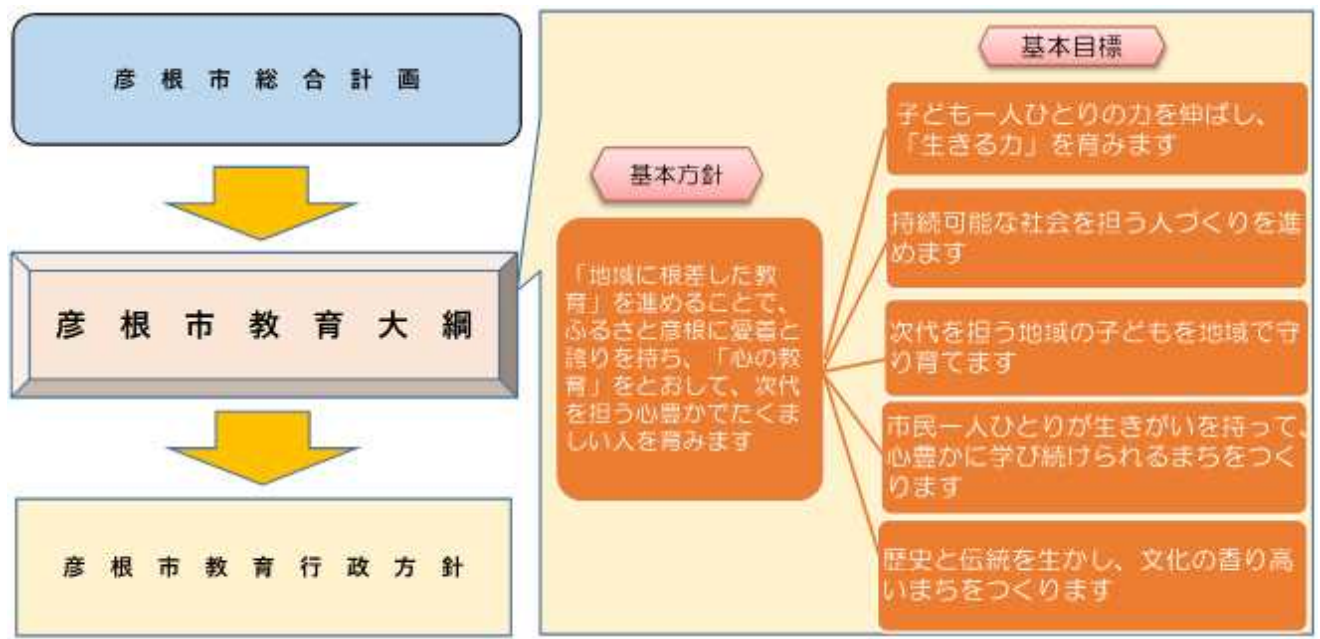 彦根市総合計画
彦根市教育大綱
彦根市教育行政方針
基本方針
「地域に根差した教
育」を進めることで、
ふるさと彦根に愛着と
誇りを持ち、「心の教
育」をとおして、次代
を担う心豊かでたくま
しい人を育みます
基本目標
子ども一人ひとりの力を伸ばし、
「生きる力」を育みます
持続可能な社会を担う人づくりを進
めます
次代を担う地域の子どもを地域で守
り育てます
市民一人ひとりが生きがいを持って、
心豊かに学び続けられるまちをつく
ります
歴史と伝統を生かし、文化の香り高
いまちをつくります